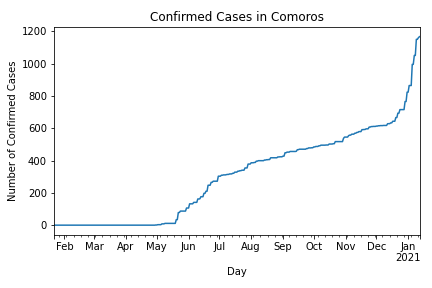 Confirmed Cases in Comoros
1200
1000
800
600
400
200
0
Number of Confirmed Cases
Feb Mar Apr May Jun Jul Aug Sep Oct Nov Dec Jan
2021
Day